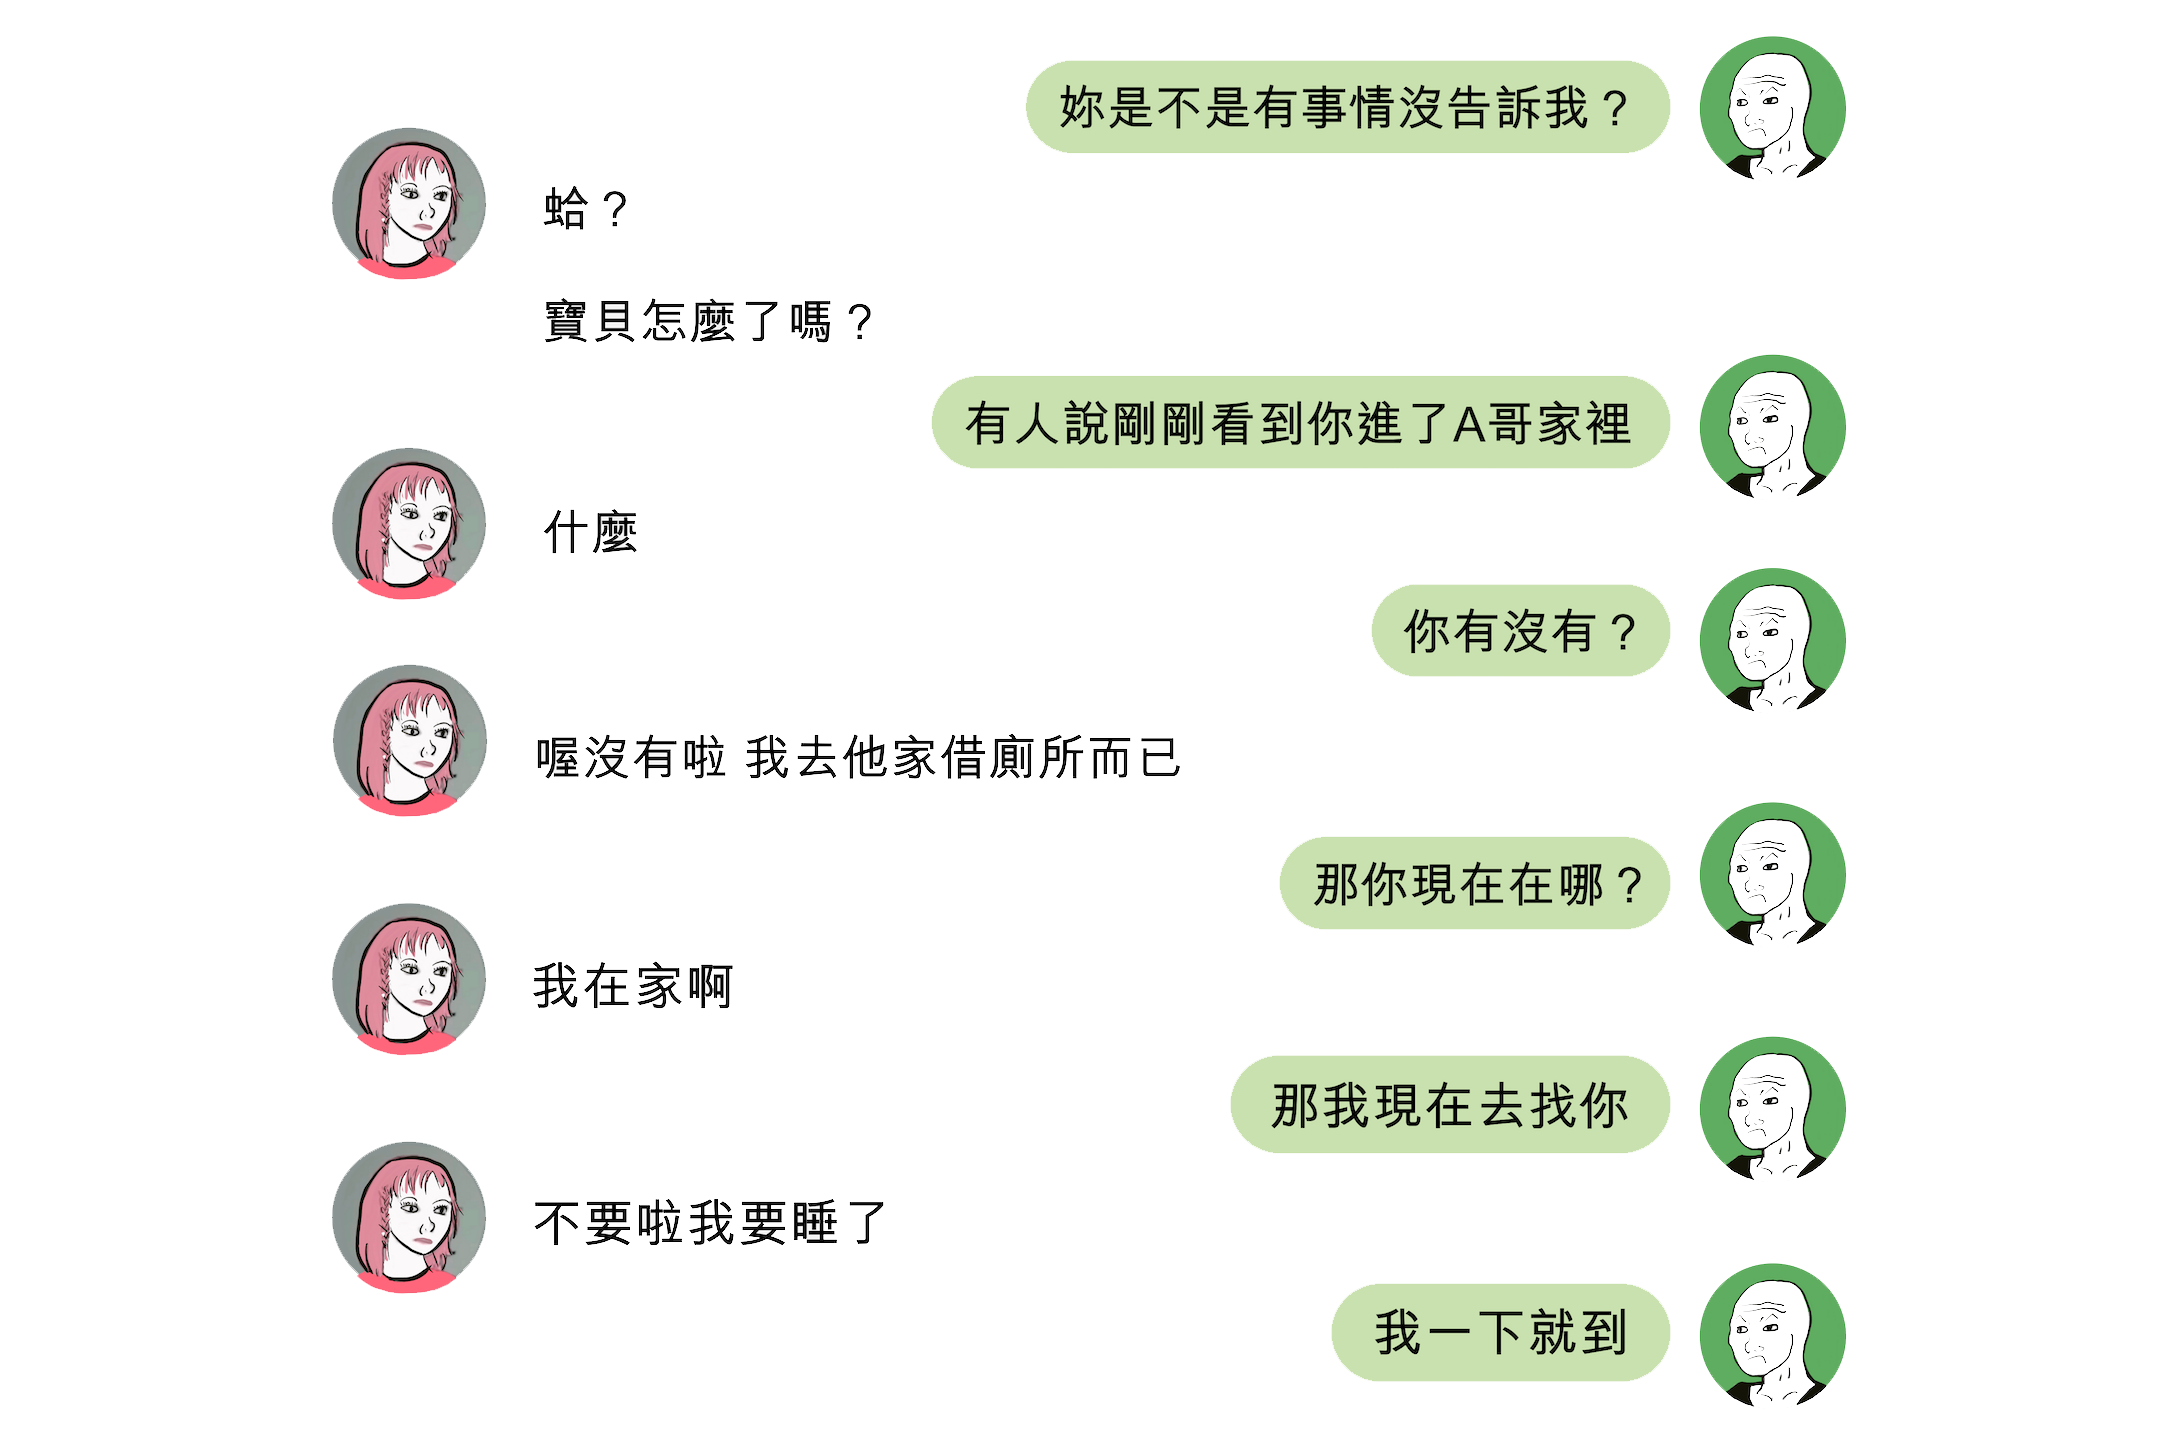 妳是不是有事情沒告訴我？
蛤？
寶貝怎麼了嗎？
有人說剛剛看到你進了A哥家裡
什麼
你有沒有？
喔沒有啦 我去他家借廁所而已
那你現在在哪？
我在家啊
那我現在去找你
不要啦我要睡了
我一下就到